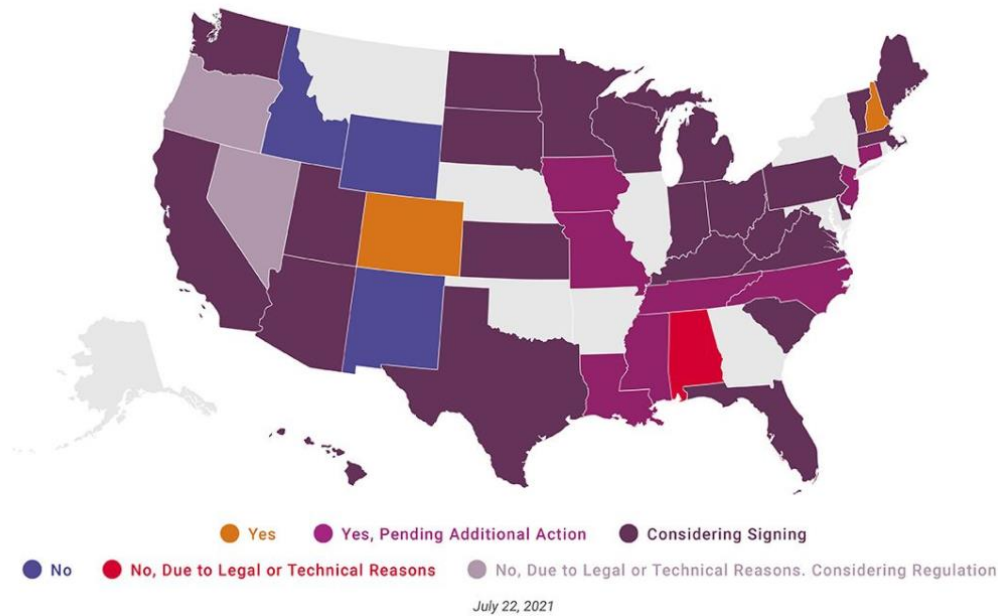 Yes Yes, Pending Additional Action Considering Signing
No No, Due to Legal or Technical Reasons No, Due to Legal or Technical Reasons. Considering Regulation
July 22, 2021